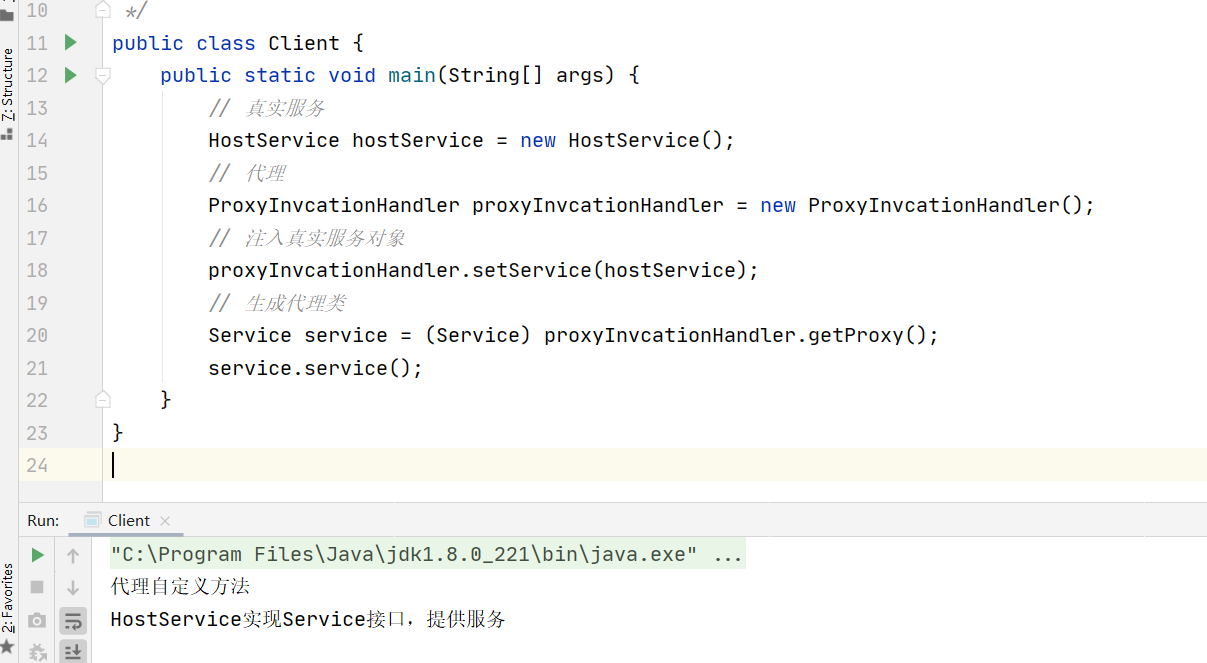 10 */
11 public class Client {
12 public static void main(String[] args) {
13 // 真实服务
14 HostService hostService = new HostService();
15 // 代理
16 ProxyInvcationHandler proxyInvcationHandler = new ProxyInvcationHandler();
17 // 注入真实服务对象
18 proxyInvcationHandler.setService(hostService);
19 // 生成代理类
20 Service service = (Service) proxyInvcationHandler.getProxy();
21 service.service();
22 }
23 }
24
Z: Structure
2: Favorites
Run: Client
"C:\Program Files\Java\jdk1.8.0_221\bin\java.exe" ...
代理自定义方法
HostService实现Service接口，提供服务